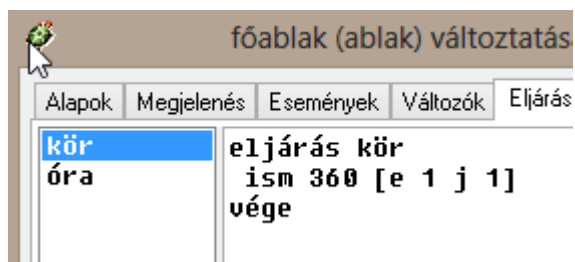 főablak (ablak) változtatás
Alapok Megjelenés Események Változók Eljárás
kör
óra
eljárás kör
ism 360 [e 1 j 1]
vége